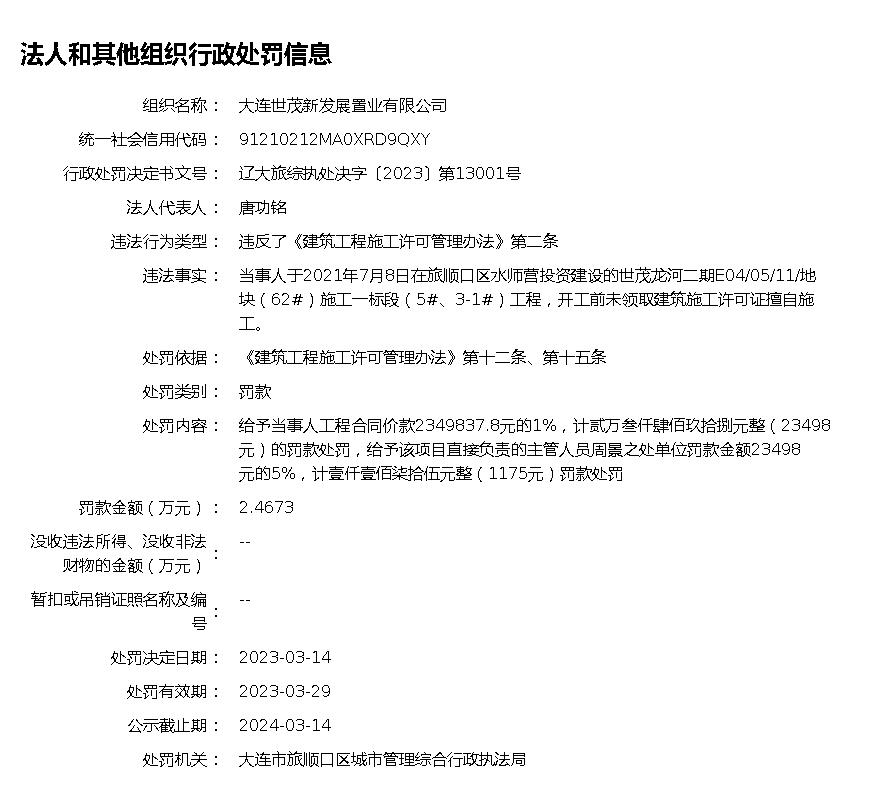 法人和其他组织行政处罚信息
组织名称： 大连世茂新发展置业有限公司
统一社会信用代码： 91210212MA0XRD9QXY
行政处罚决定书文号： 辽大旅综执处决字〔2023〕第13001号
法人代表人： 唐功铭
违法行为类型： 违反了《建筑工程施工许可管理办法》第二条
违法事实： 当事人于2021年7月8日在旅顺口区水师营投资建设的世茂龙河二期E04/05/11/地
块（62#）施工一标段（5#、3-1#）工程，开工前未领取建筑施工许可证擅自施
工。
处罚依据： 《建筑工程施工许可管理办法》第十二条、第十五条
处罚类别： 罚款
处罚内容： 给予当事人工程合同价款2349837.8元的1%，计贰万叁仟肆佰玖拾捌元整（23498
元）的罚款处罚，给予该项目直接负责的主管人员周景之处单位罚款金额23498
元的5%，计壹仟壹佰柒拾伍元整（1175元）罚款处罚
罚款金额（万元）： 2.4673
没收违法所得、没收非法
财物的金额（万元）： --
暂扣或吊销证照名称及编
号： --
处罚决定日期： 2023-03-14
处罚有效期： 2023-03-29
公示截止期： 2024-03-14
处罚机关： 大连市旅顺口区城市管理综合行政执法局